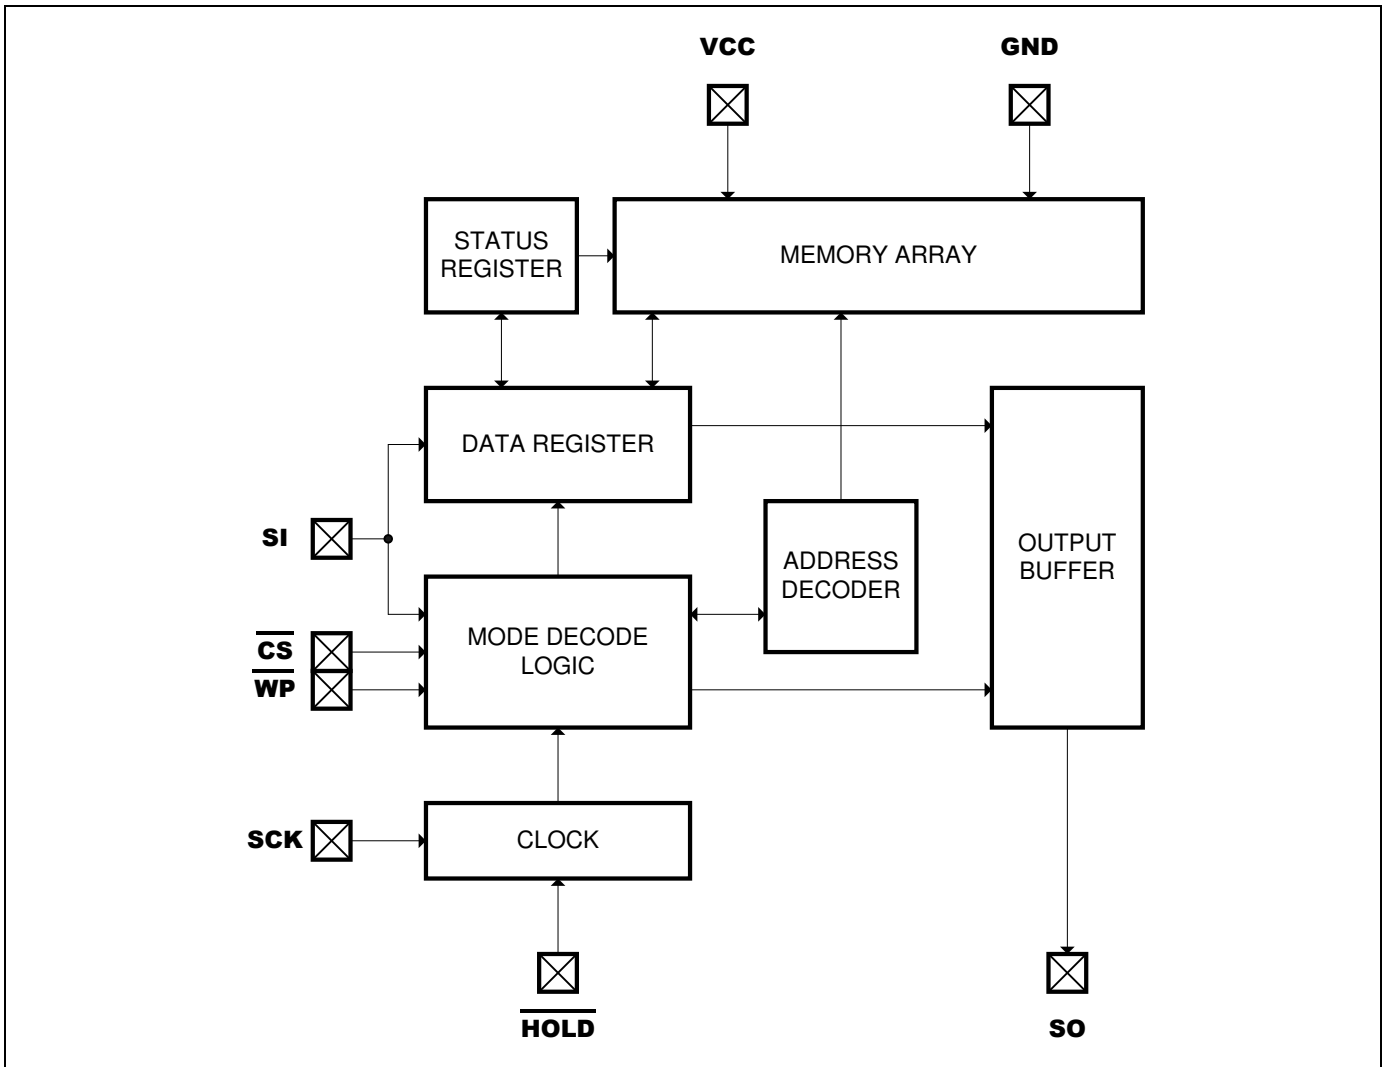 VCC
GND
STATUS
REGISTER
MEMORY ARRAY
DATA REGISTER
SI
ADDRESS
DECODER
OUTPUT
BUFFER
CS
WP
MODE DECODE
LOGIC
SCK
CLOCK
HOLD
SO